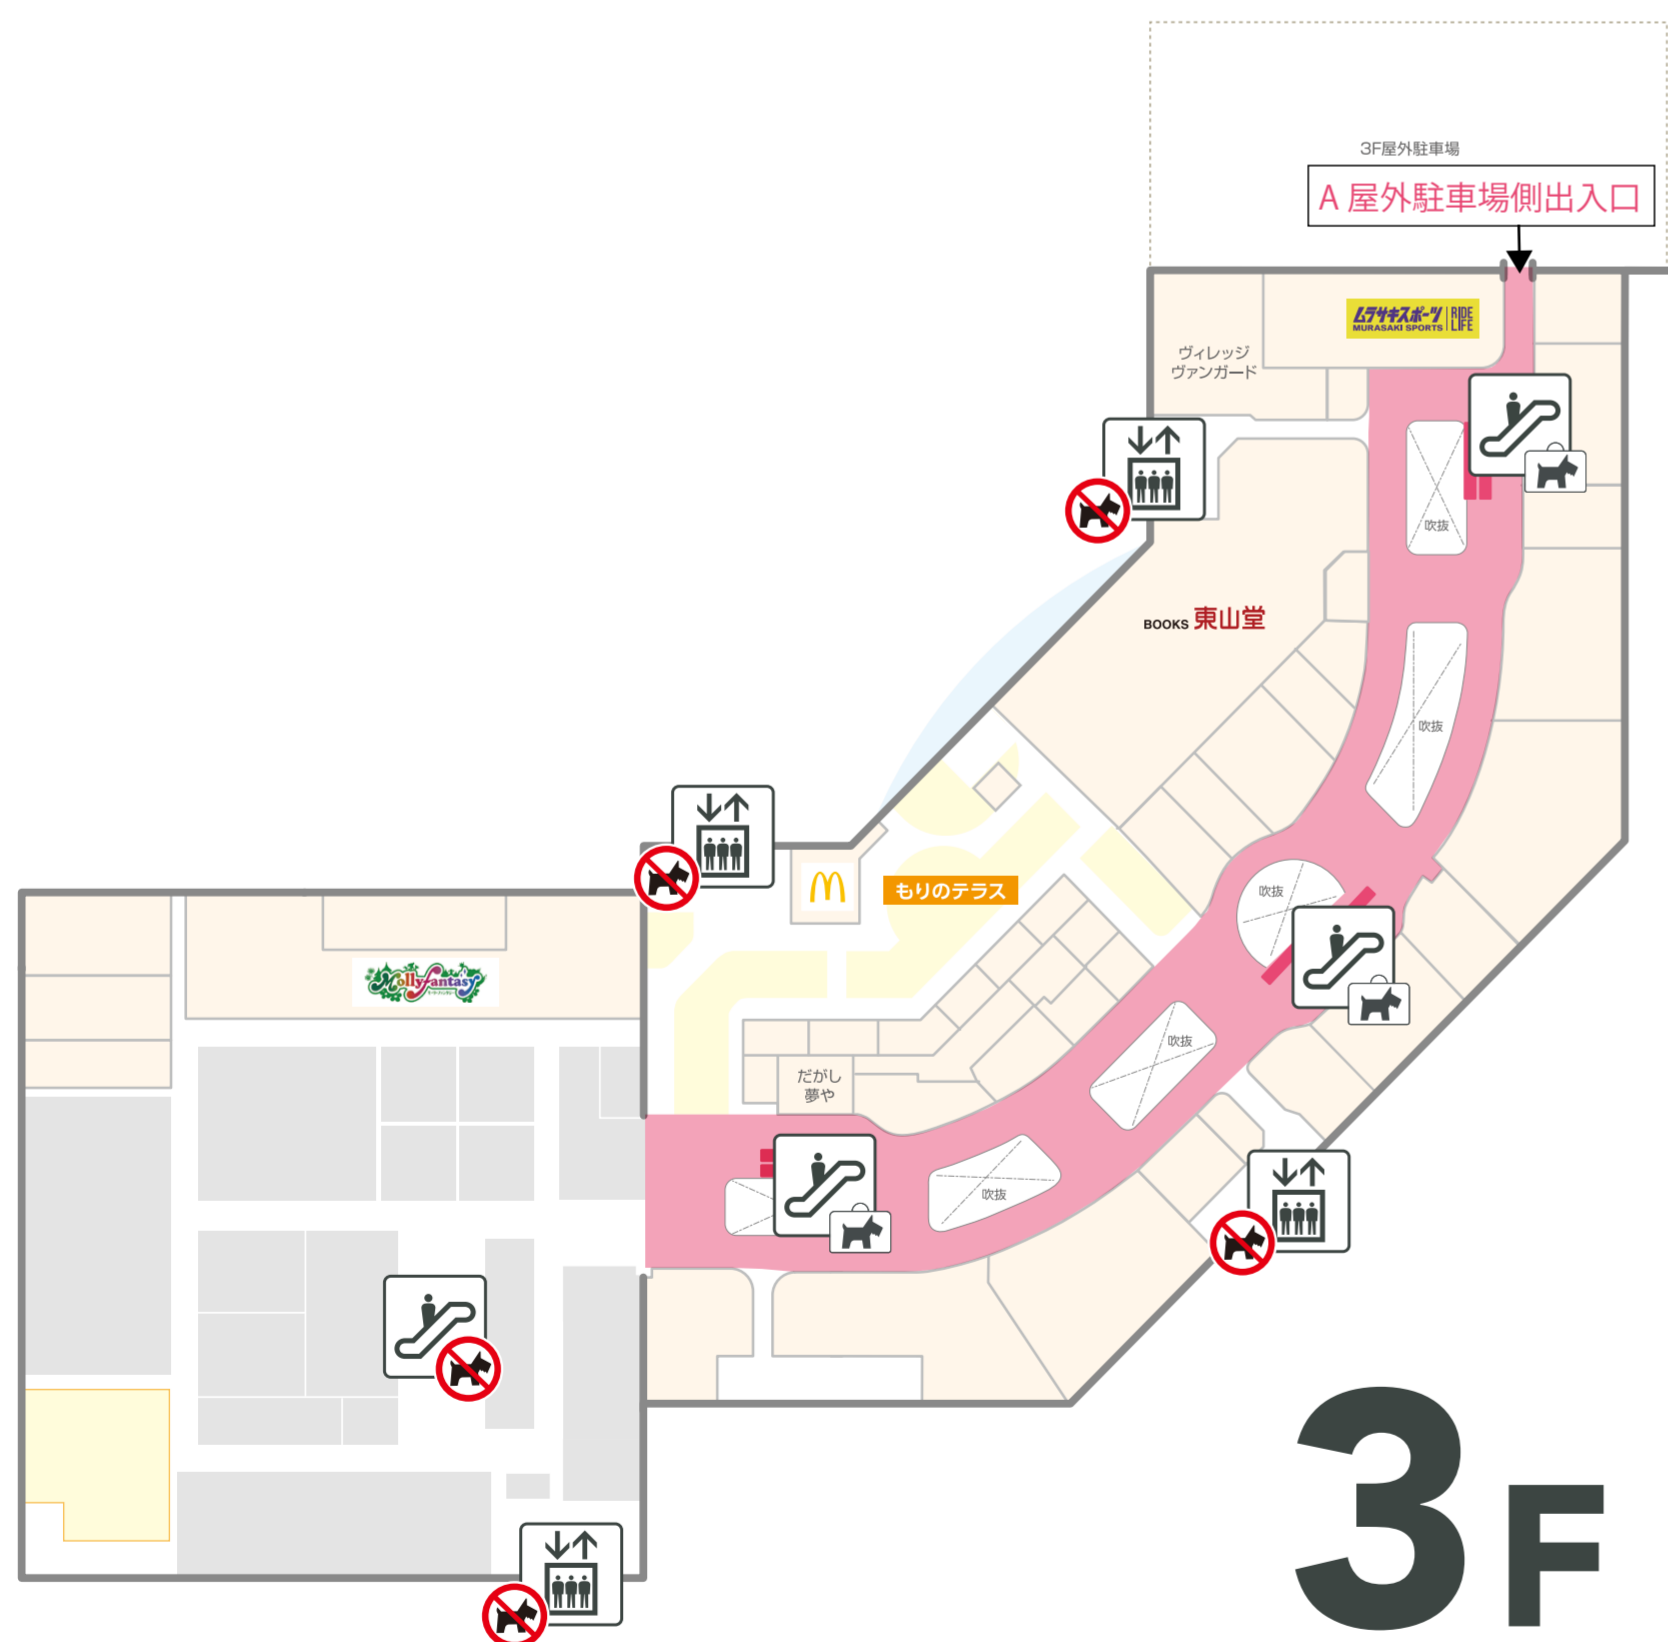 3F屋外駐車場
A 屋外駐車場側出入口
ムラサキスポーツ
MURASAKI SPORTS
RIDE
LIFE
ヴィレッジ
ヴァンガード
吹抜
BOOKS 東山堂
吹抜
もりのテラス
吹抜
Mollyfantasy
吹抜
だがし
夢や
吹抜
3F